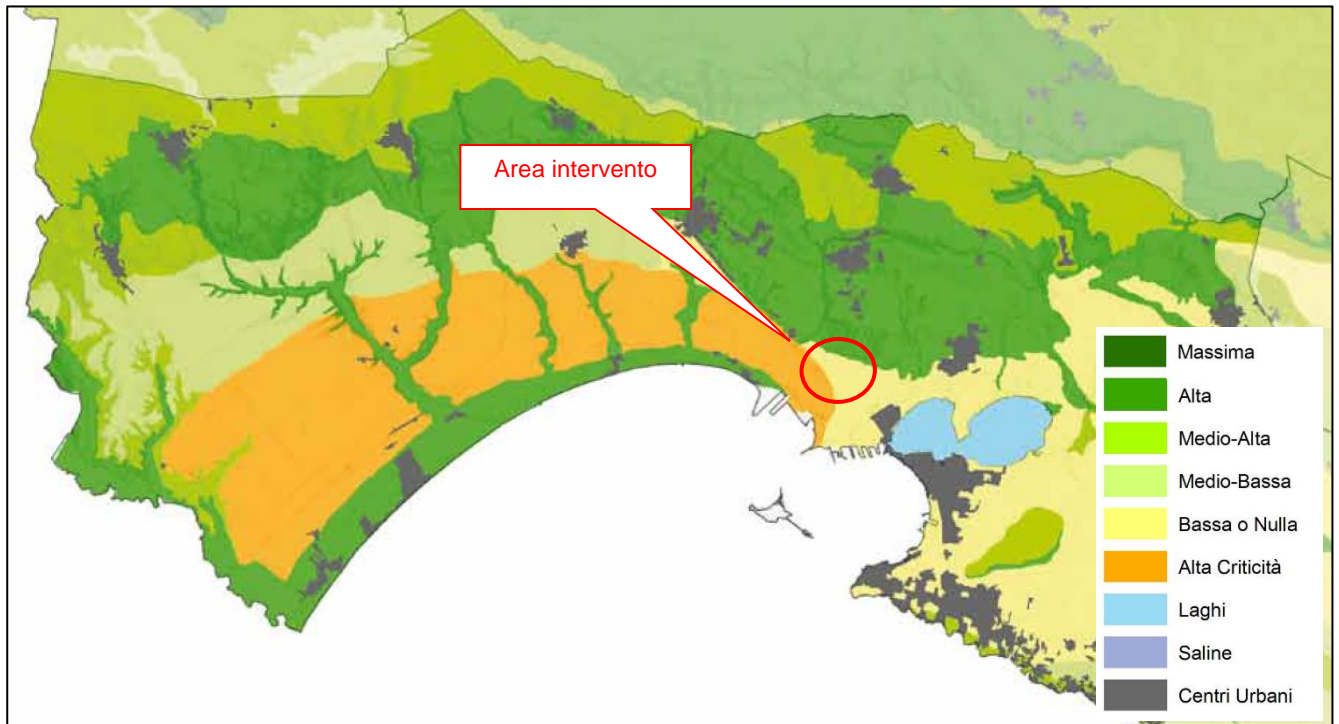 Area intervento
Massima
Alta
Medio-Alta
Medio-Bassa
Bassa o Nulla
Alta Criticità
Laghi
Saline
Centri Urbani